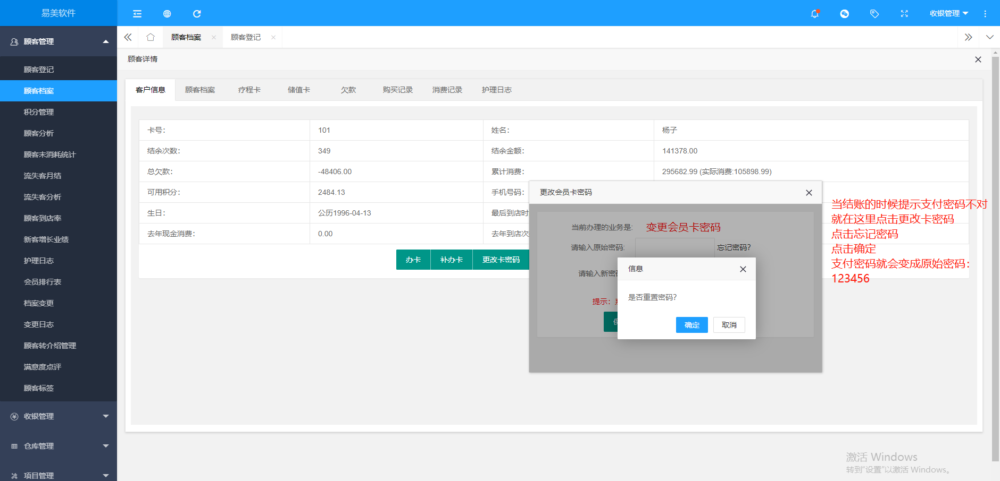 易美软件
收银管理
顾客管理
顾客登记
顾客档案
积分管理
顾客分析
顾客未消耗统计
流失客月结
流失客分析
顾客到店率
新客增长业绩
护理日志
会员排行表
档案变更
变更日志
顾客转介绍管理
满意度点评
顾客标签
收银管理
仓库管理
项目管理
顾客档案 顾客登记
顾客详情
客户信息 顾客档案 疗程卡 储值卡 欠款 购买记录 消费记录 护理日志
卡号： 101 姓名： 杨子
结余次数： 349 结余金额： 141378.00
总欠款： -48406.00 累计消费： 295682.99 (实际消费:105898.99)
可用积分： 2484.13 手机号码：
生日： 公历1996-04-13 最后到店时
去年现金消费： 0.00 去年到店次
办卡 补办卡 更改卡密码
更改会员卡密码
当前办理的业务是: 变更会员卡密码
请输入原始密码: 忘记密码?
请输入新密
提示：
信息
是否重置密码?
确定 取消
当结账的时候提示支付密码不对
就在这里点击更改卡密码
点击忘记密码
点击确定
支付密码就会变成原始密码：
123456
激活 Windows
转到"设置"以激活 Windows。